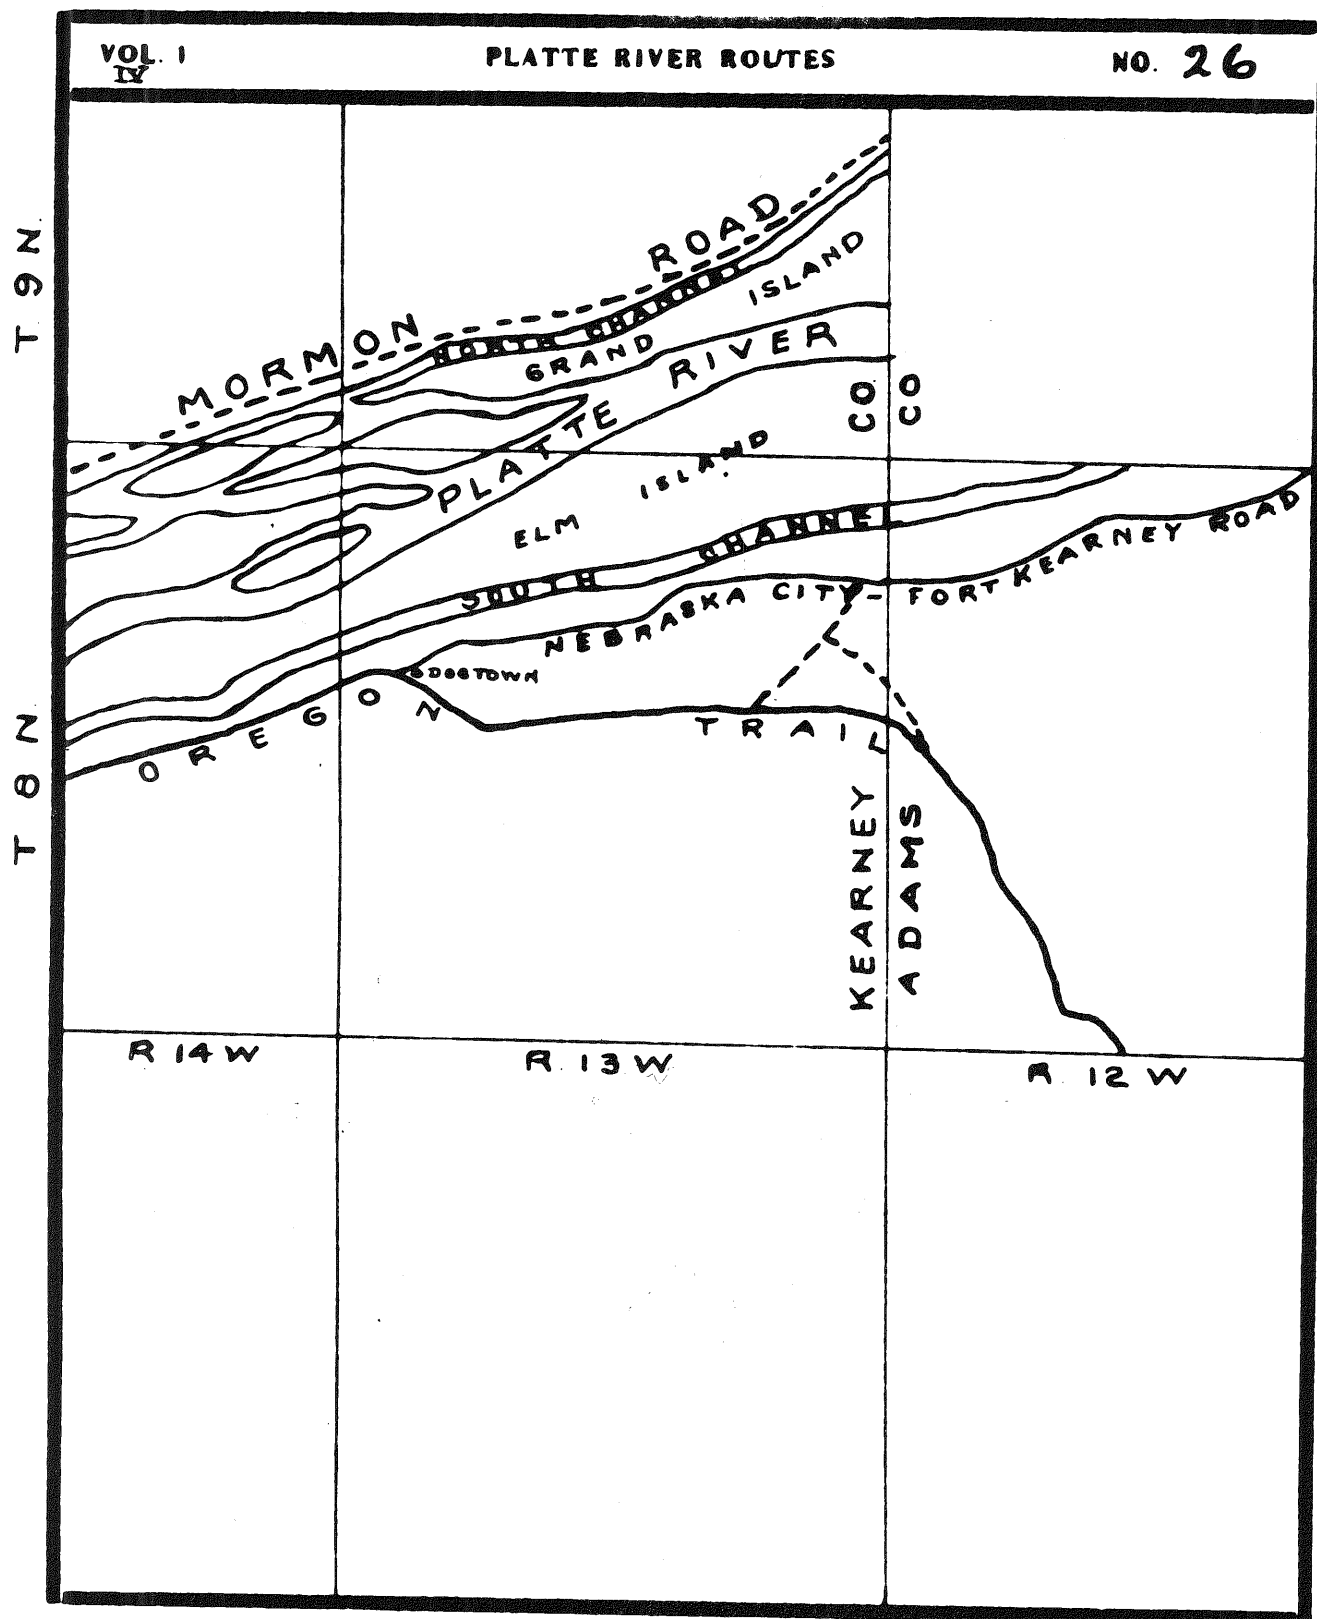 VOL. I
IV
PLATTE RIVER ROUTES
NO. 26
T 9 N.
MORMON ROAD
NORTH CHANNEL
GRAND ISLAND
PLATTE RIVER
CO
CO
ELM ISLAND
SOUTH CHANNEL
NEBRASKA CITY - FORT KEARNEY ROAD
DOGTOWN
OREGON TRAIL
T 8 N
KEARNEY
ADAMS
R 14 W
R. 13 W
R 12 W